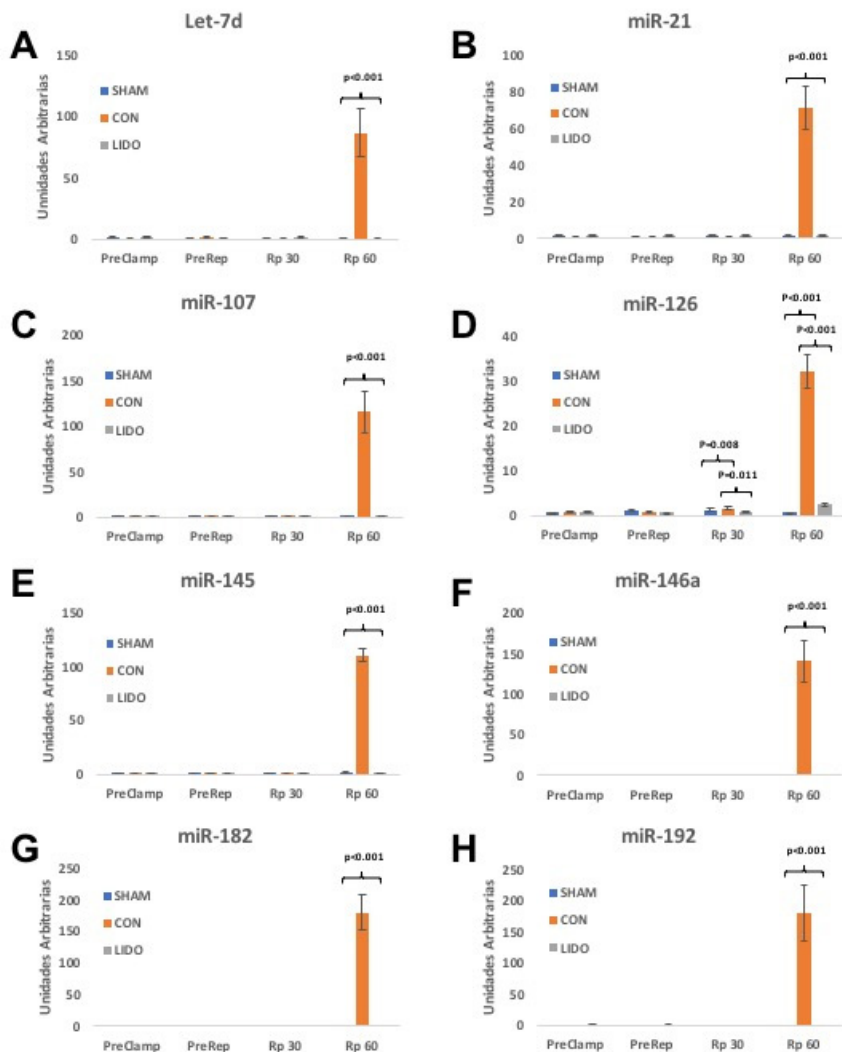 A
Let-7d
Unnidades Arbitrarias
150
100
50
0
SHAM
CON
LIDO
p<0.001
PreClamp PreRep Rp 30 Rp 60
B
miR-21
Unidades Arbitrarias
100
80
60
40
20
0
SHAM
CON
LIDO
p<0.001
PreClamp PreRep Rp 30 Rp 60
C
miR-107
Unidades Arbitrarias
200
150
100
50
0
SHAM
CON
LIDO
p<0.001
PreClamp PreRep Rp 30 Rp 60
D
miR-126
Unidades Arbitrarias
40
30
20
10
0
SHAM
CON
LIDO
P=0.008
P=0.011
P<0.001
P<0.001
PreClamp PreRep Rp 30 Rp 60
E
miR-145
Unidades Arbitrarias
150
100
50
0
SHAM
CON
LIDO
p<0.001
PreClamp PreRep Rp 30 Rp 60
F
miR-146a
Unidades Arbitrarias
200
150
100
50
0
SHAM
CON
LIDO
p<0.001
PreClamp PreRep Rp 30 Rp 60
G
miR-182
Unidades Arbitrarias
250
200
150
100
50
0
SHAM
CON
LIDO
p<0.001
PreClamp PreRep Rp 30 Rp 60
H
miR-192
Unidades Arbitrarias
250
200
150
100
50
0
SHAM
CON
LIDO
p<0.001
PreClamp PreRep Rp 30 Rp 60